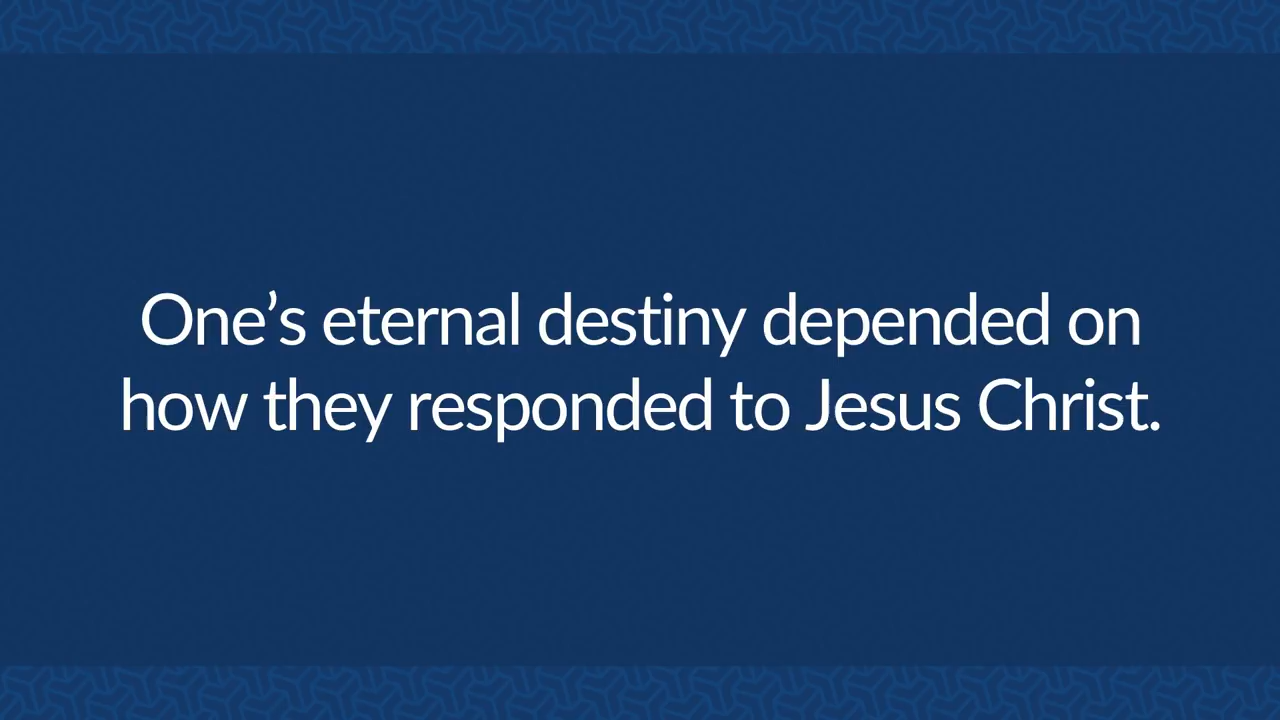 One’s eternal destiny depended on
how they responded to Jesus Christ.